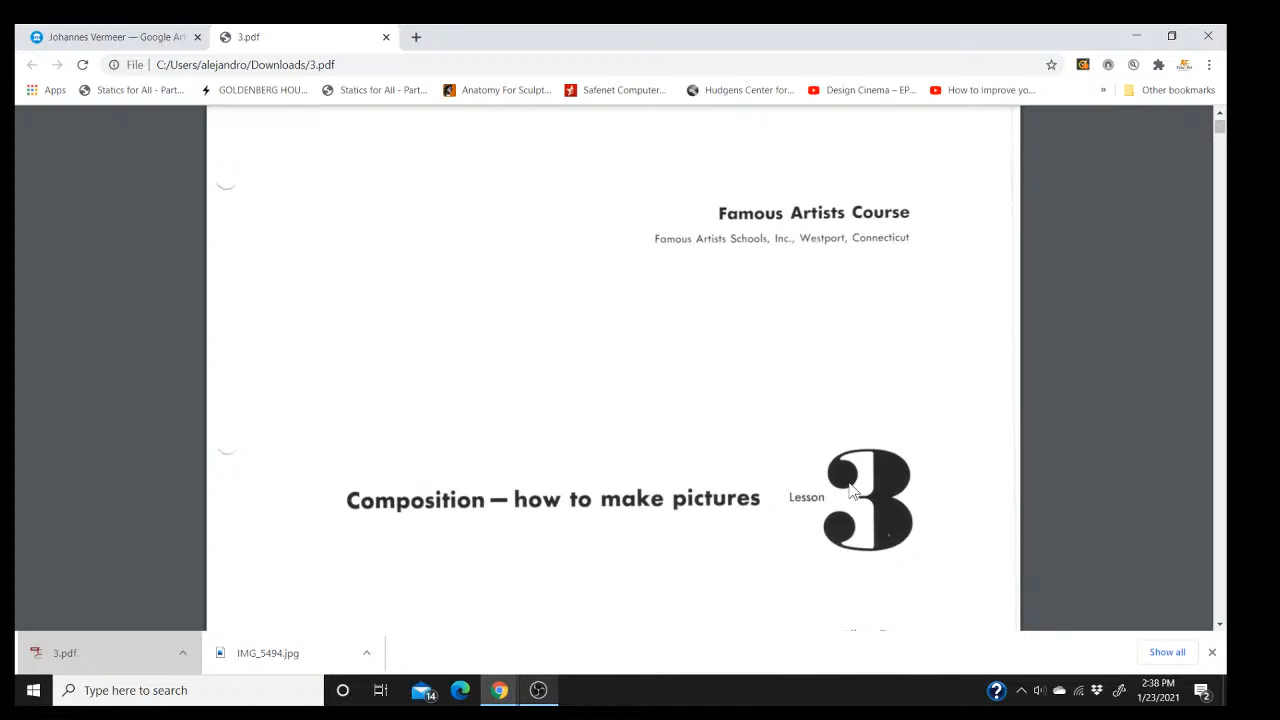 Johannes Vermeer — Google Art
3.pdf
File
C:/Users/alejandro/Downloads/3.pdf
Apps
Statics for All - Part...
GOLDENBERG HOU...
Statics for All - Part...
Anatomy For Sculpt...
Safenet Computer...
Hudgens Center for...
Design Cinema – EP...
How to Improve yo...
»
Other bookmarks
Famous Artists Course
Famous Artists Schools, Inc., Westport, Connecticut
Composition — how to make pictures
Lesson 3
3.pdf
IMG_5494.jpg
Show all
Type here to search
14
2:38 PM
1/23/2021
2